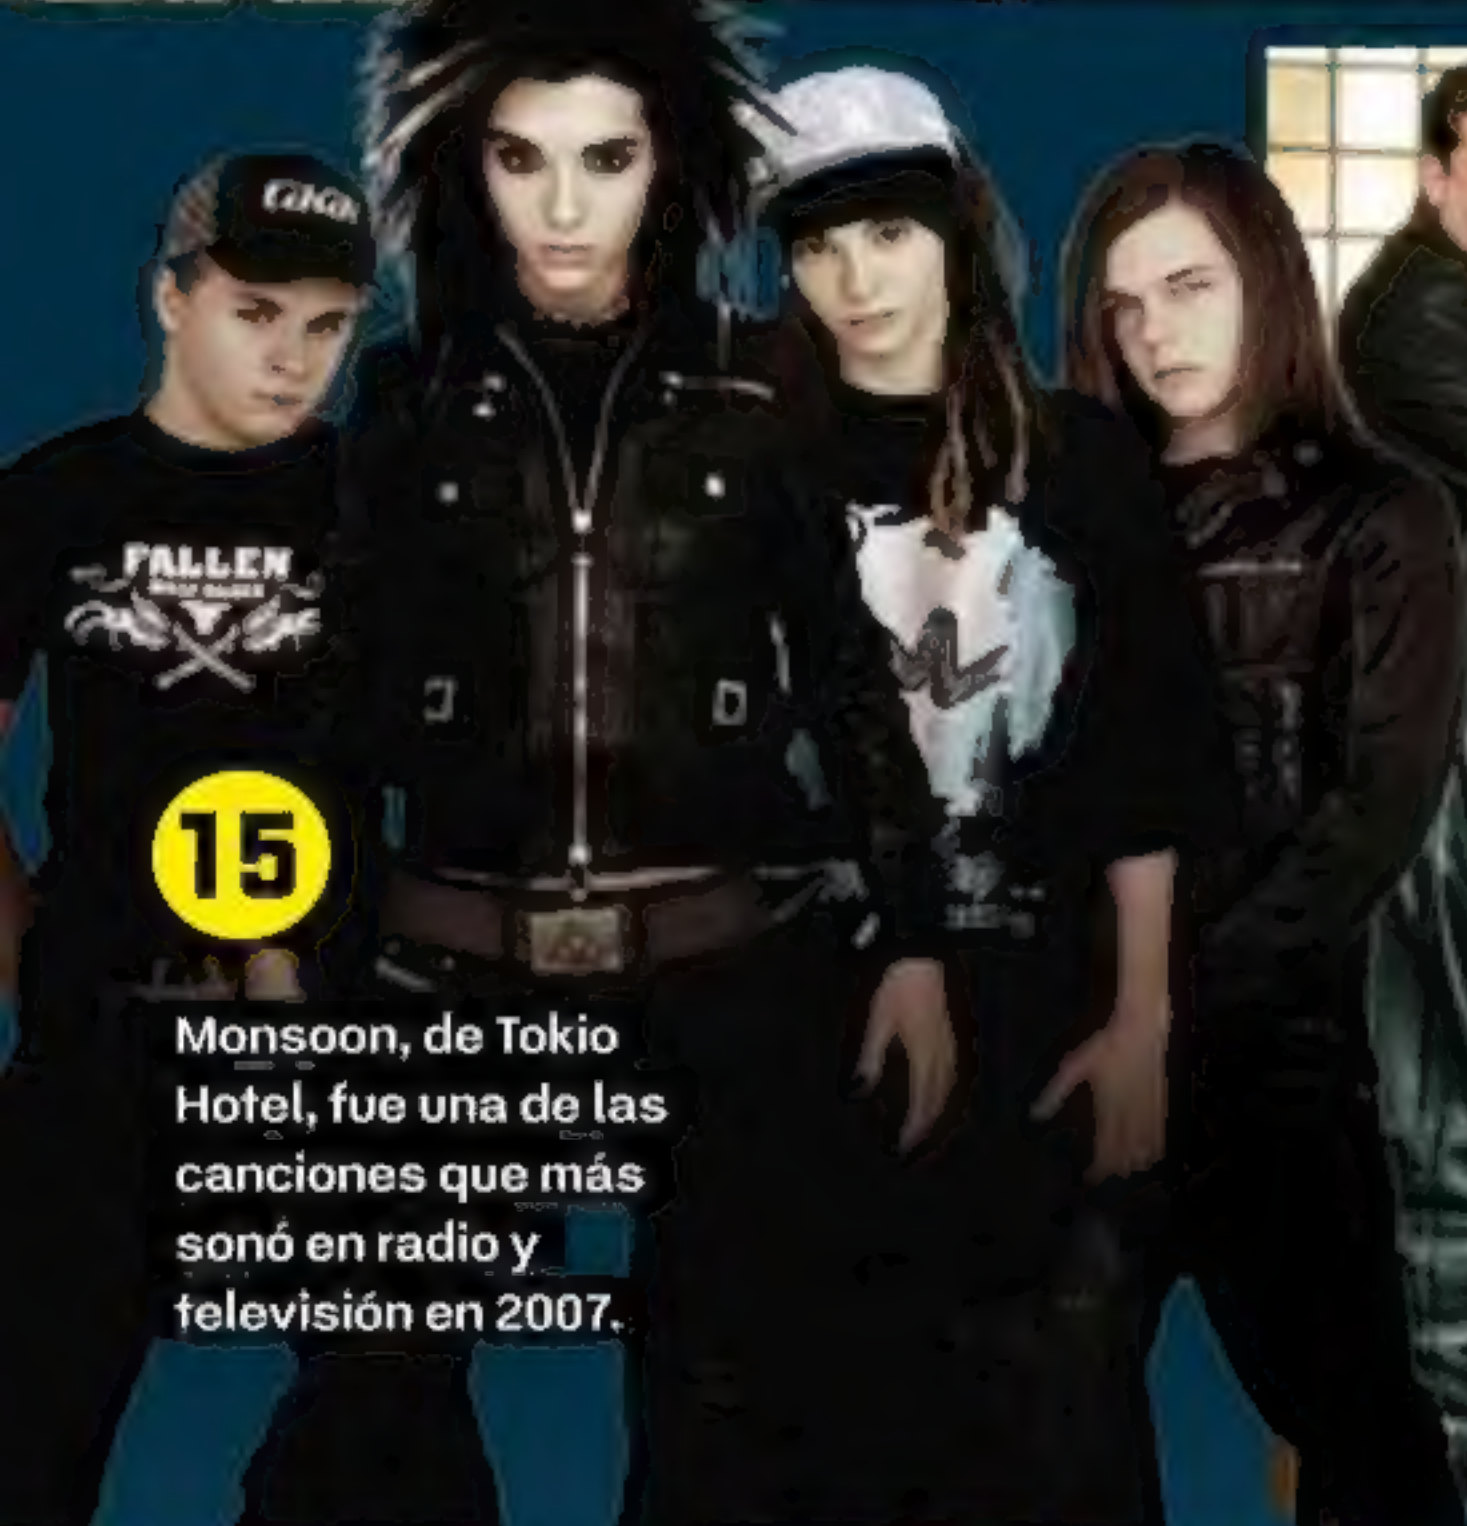 FALLEN
15
Monsoon, de Tokio
Hotel, fue una de las
canciones que más
sonó en radio y
televisión en 2007.